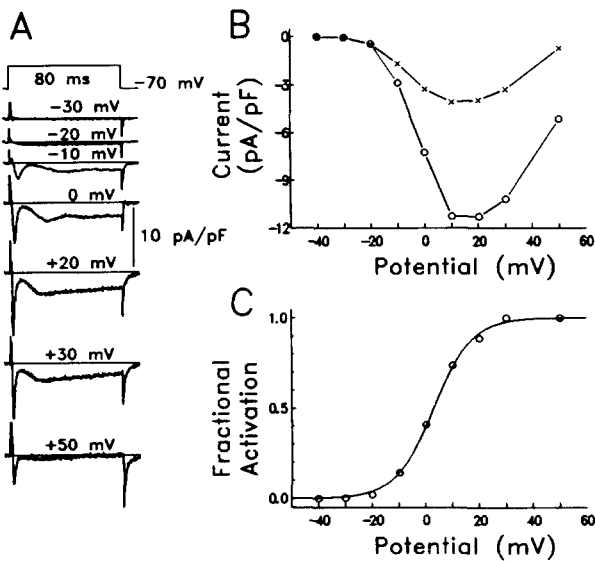 A
80 ms
-70 mV
-30 mV
-20 mV
-10 mV
0 mV
10 pA/pF
+20 mV
+30 mV
+50 mV
B
Current
(pA/pF)
0
-3
-6
-9
-12
-40
-20
0
20
40
60
Potential (mV)
C
Fractional
Activation
1.0
0.5
0.0
-40
-20
0
20
40
60
Potential (mV)